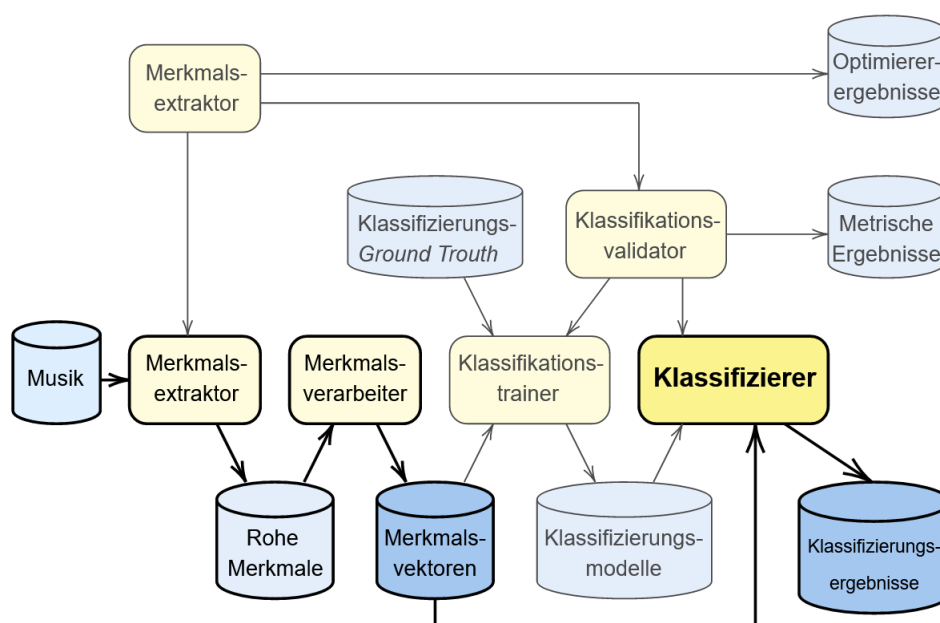 Merkmals-
extraktor
Optimierer-
ergebnisse
Klassifizierungs-
Ground Trouth
Klassifikations-
validator
Metrische
Ergebnisse
Musik
Merkmals-
extraktor
Merkmals-
verarbeiter
Klassifikations-
trainer
Klassifizierer
Rohe
Merkmale
Merkmals-
vektoren
Klassifizierungs-
modelle
Klassifizierungs-
ergebnisse